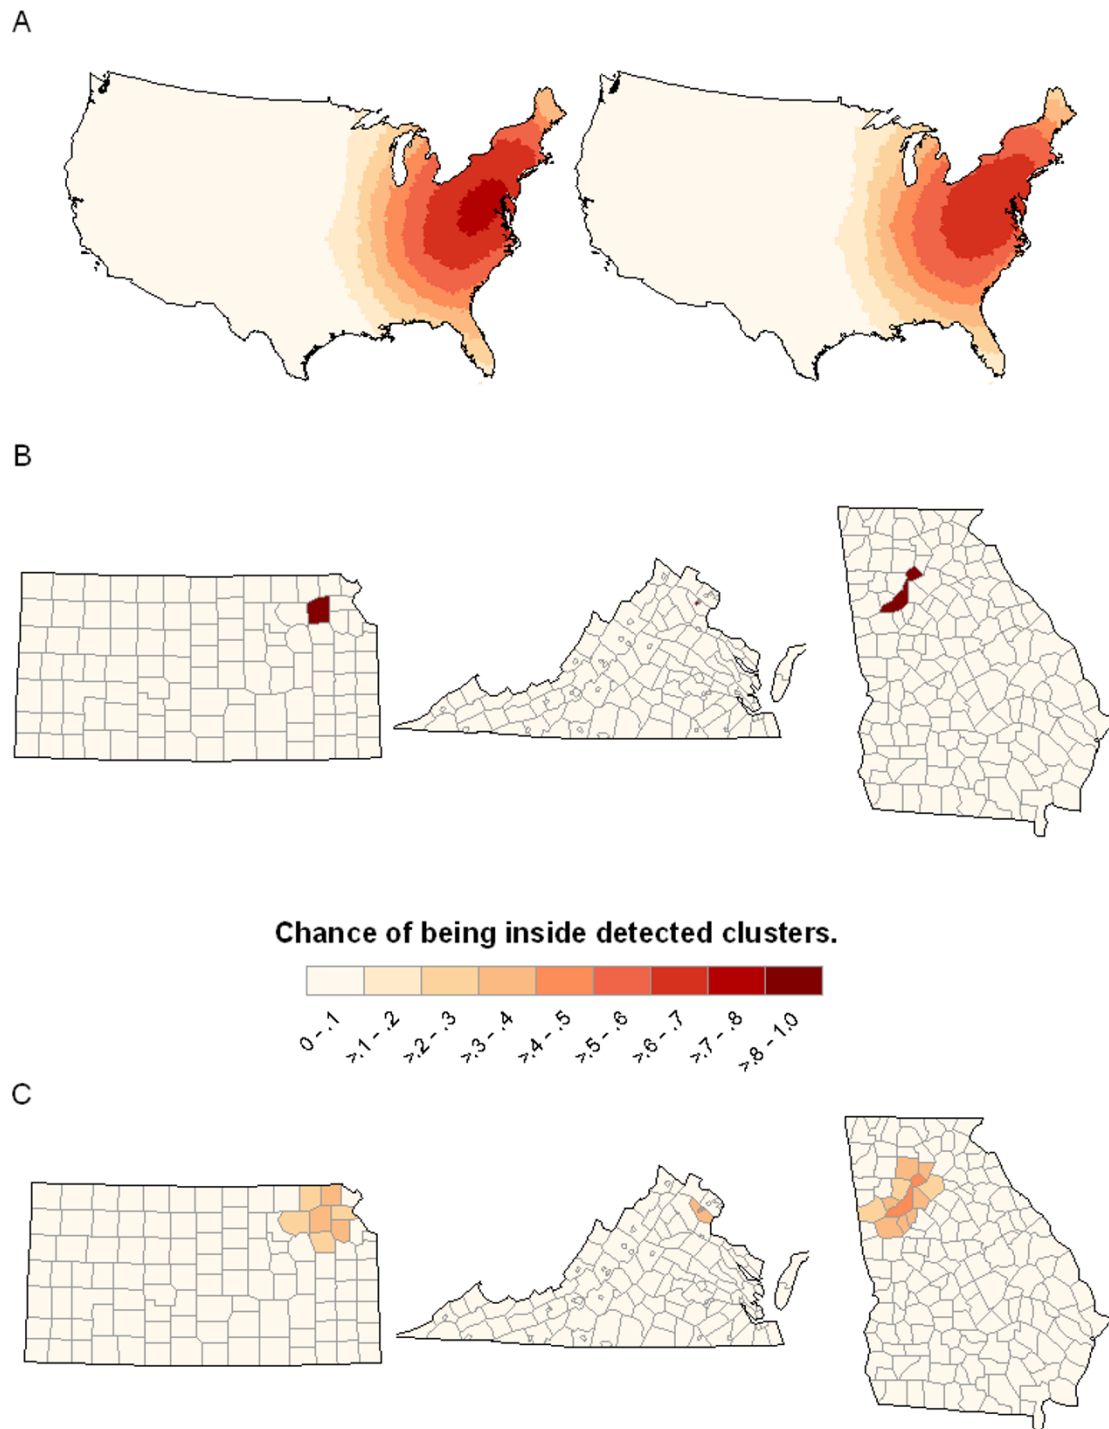 A
B
Chance of being inside detected clusters.
0 - .1
>.1 - .2
>.2 - .3
>.3 - .4
>.4 - .5
>.5 - .6
>.6 - .7
>.7 - .8
>.8 - 1.0
C